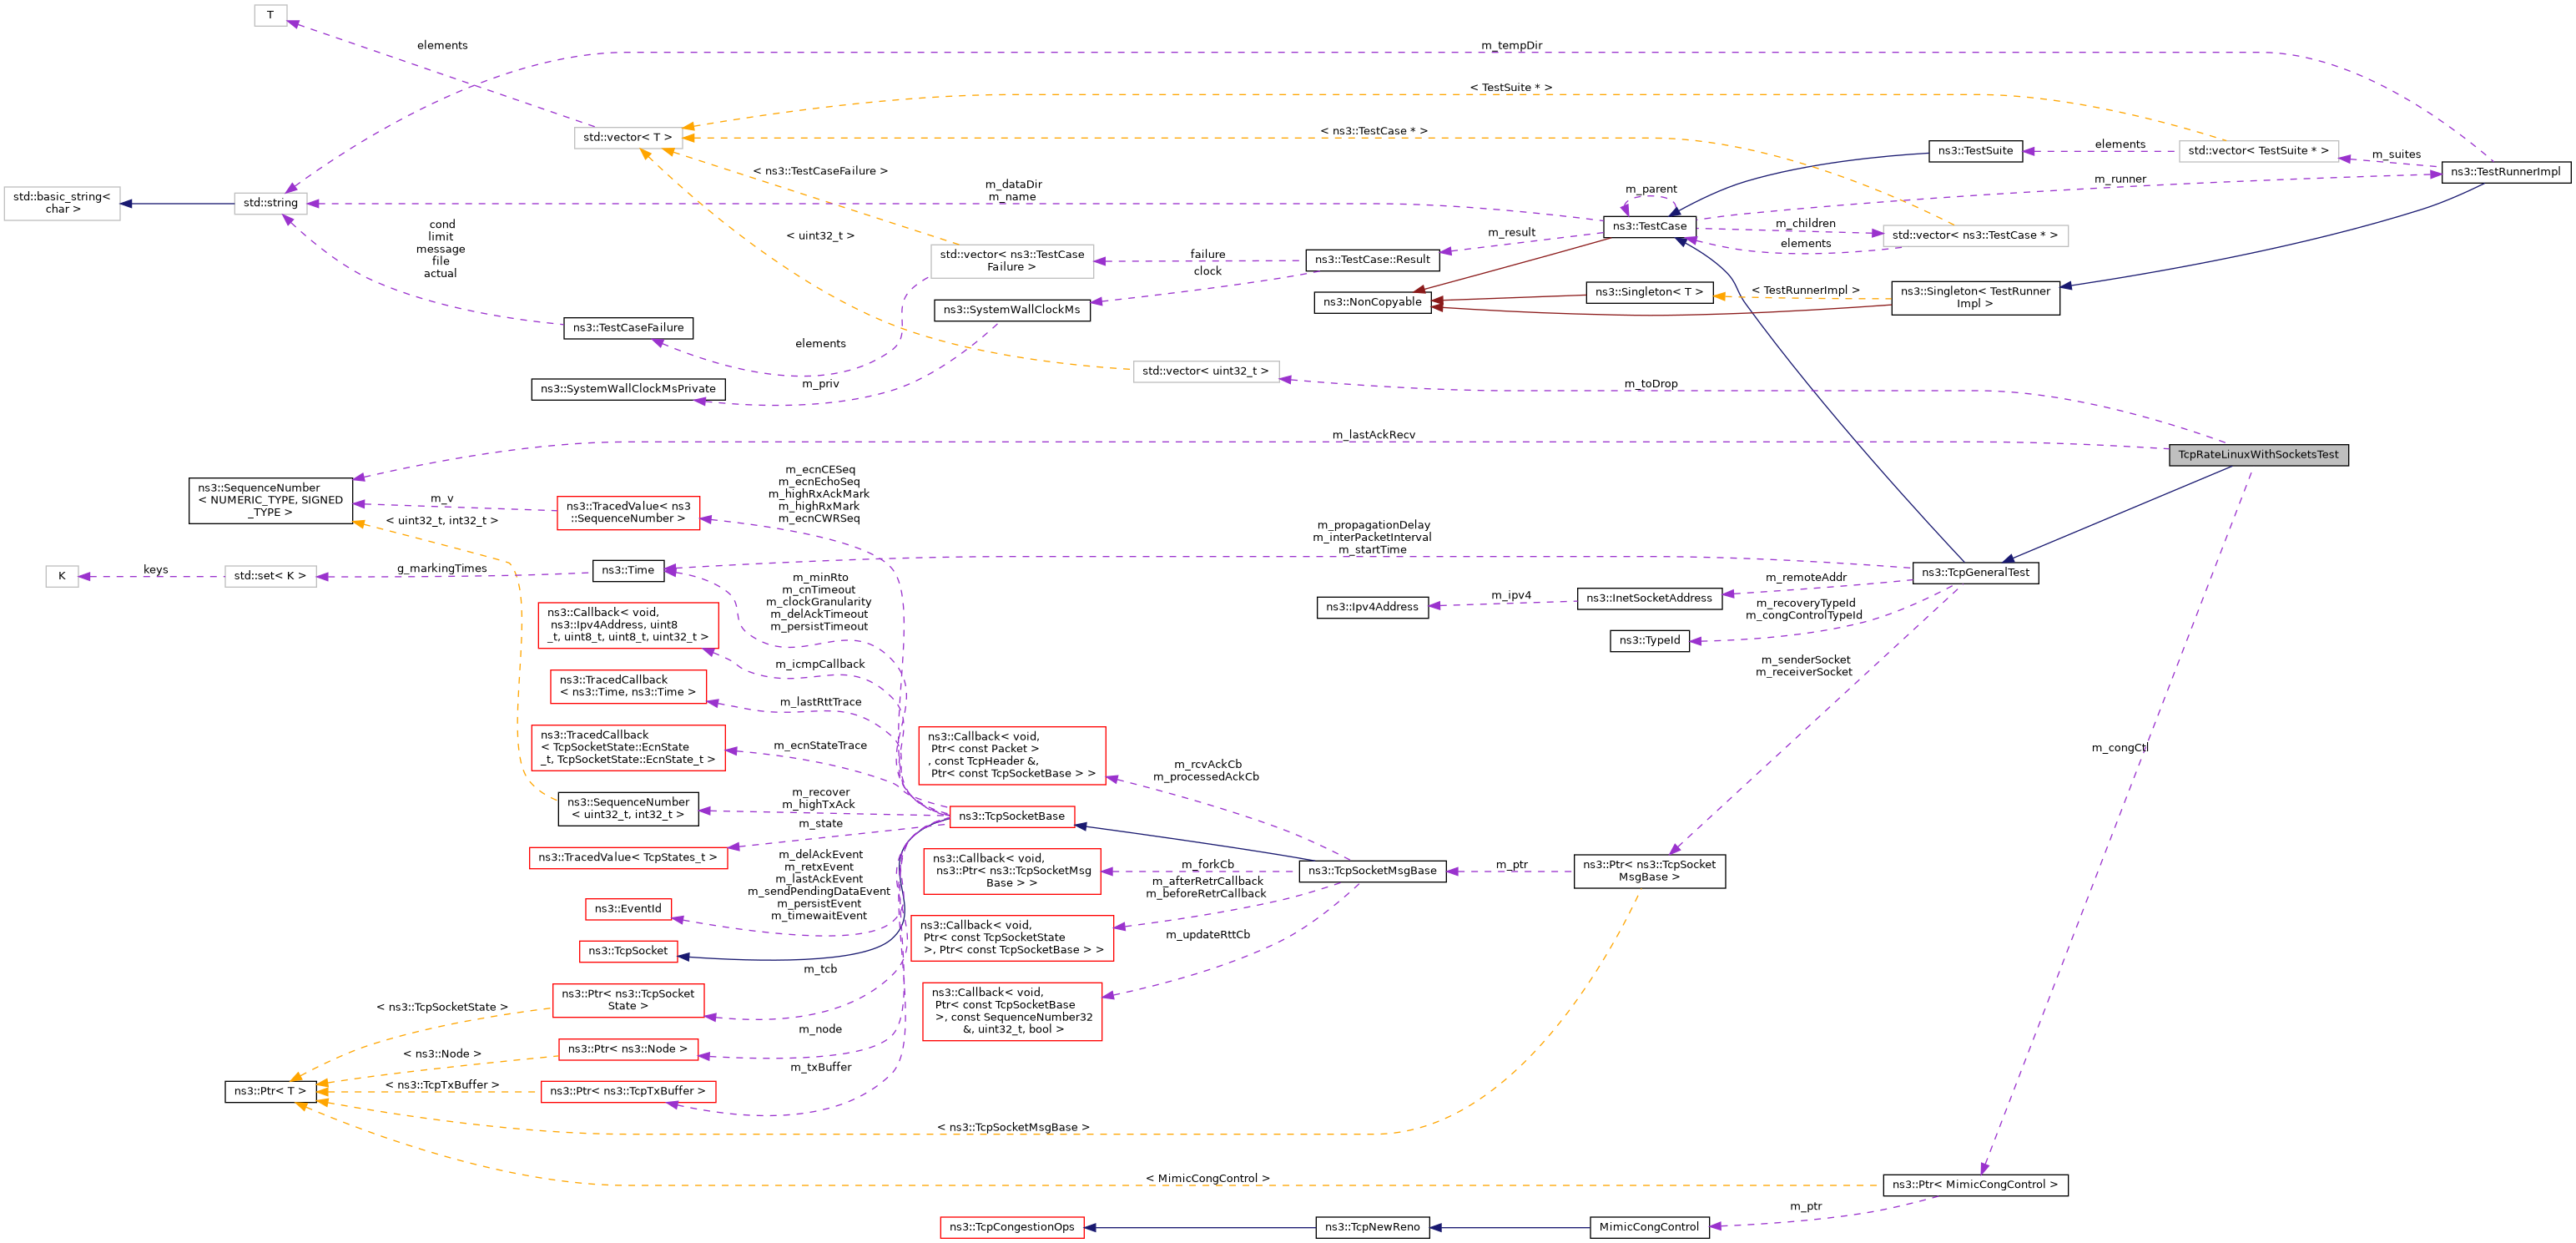 T
elements
m_tempDir
< TestSuite * >
std::vector< T >
< ns3::TestCase * >
ns3::TestSuite
elements
std::vector< TestSuite * >
m_suites
ns3::TestRunnerImpl
< ns3::TestCaseFailure >
m_runner
std::basic_string<
char >
std::string
m_dataDir
m_name
m_parent
ns3::TestCase
m_children
std::vector< ns3::TestCase * >
elements
cond
limit
message
file
actual
< uint32_t >
std::vector< ns3::TestCase
Failure >
failure
clock
ns3::TestCase::Result
m_result
ns3::NonCopyable
ns3::Singleton< T >
< TestRunnerImpl >
ns3::Singleton< TestRunner
Impl >
ns3::SystemWallClockMs
ns3::TestCaseFailure
elements
m_priv
ns3::SystemWallClockMsPrivate
std::vector< uint32_t >
m_toDrop
m_lastAckRecv
TcpRateLinuxWithSocketsTest
ns3::SequenceNumber
< NUMERIC_TYPE, SIGNED
_TYPE >
m_v
< uint32_t, int32_t >
ns3::TracedValue< ns3
::SequenceNumber >
m_ecnCESeq
m_ecnEchoSeq
m_highRxAckMark
m_highRxMark
m_ecnCWRSeq
m_propagationDelay
m_interPacketInterval
m_startTime
K
keys
std::set< K >
g_markingTimes
ns3::Time
m_minRto
m_cnTimeout
m_clockGranularity
m_delAckTimeout
m_persistTimeout
ns3::TcpGeneralTest
m_remoteAddr
ns3::InetSocketAddress
m_ipv4
ns3::Ipv4Address
m_recoveryTypeId
m_congControlTypeId
ns3::TypeId
ns3::Callback< void,
ns3::Ipv4Address, uint8
_t, uint8_t, uint8_t, uint32_t >
m_icmpCallback
m_senderSocket
m_receiverSocket
ns3::TracedCallback
< ns3::Time, ns3::Time >
m_lastRttTrace
ns3::TracedCallback
< TcpSocketState::EcnState
_t, TcpSocketState::EcnState_t >
m_ecnStateTrace
ns3::Callback< void,
Ptr< const Packet >
, const TcpHeader &,
Ptr< const TcpSocketBase > >
m_rcvAckCb
m_processedAckCb
m_congCtl
ns3::SequenceNumber
< uint32_t, int32_t >
m_recover
m_highTxAck
ns3::TcpSocketBase
m_state
ns3::TracedValue< TcpStates_t >
m_delAckEvent
m_retxEvent
m_lastAckEvent
m_sendPendingDataEvent
m_persistEvent
m_timewaitEvent
ns3::Callback< void,
ns3::Ptr< ns3::TcpSocketMsg
Base > >
m_forkCb
m_afterRetrCallback
m_beforeRetrCallback
ns3::TcpSocketMsgBase
m_ptr
ns3::Ptr< ns3::TcpSocket
MsgBase >
ns3::EventId
ns3::Callback< void,
Ptr< const TcpSocketState
>, Ptr< const TcpSocketBase > >
m_updateRttCb
ns3::TcpSocket
m_tcb
ns3::Ptr< ns3::TcpSocket
State >
< ns3::TcpSocketState >
ns3::Callback< void,
Ptr< const TcpSocketBase
>, const SequenceNumber32
&, uint32_t, bool >
m_node
< ns3::Node >
ns3::Ptr< ns3::Node >
m_txBuffer
ns3::Ptr< T >
< ns3::TcpTxBuffer >
ns3::Ptr< ns3::TcpTxBuffer >
< ns3::TcpSocketMsgBase >
< MimicCongControl >
ns3::Ptr< MimicCongControl >
m_ptr
ns3::TcpCongestionOps
ns3::TcpNewReno
MimicCongControl